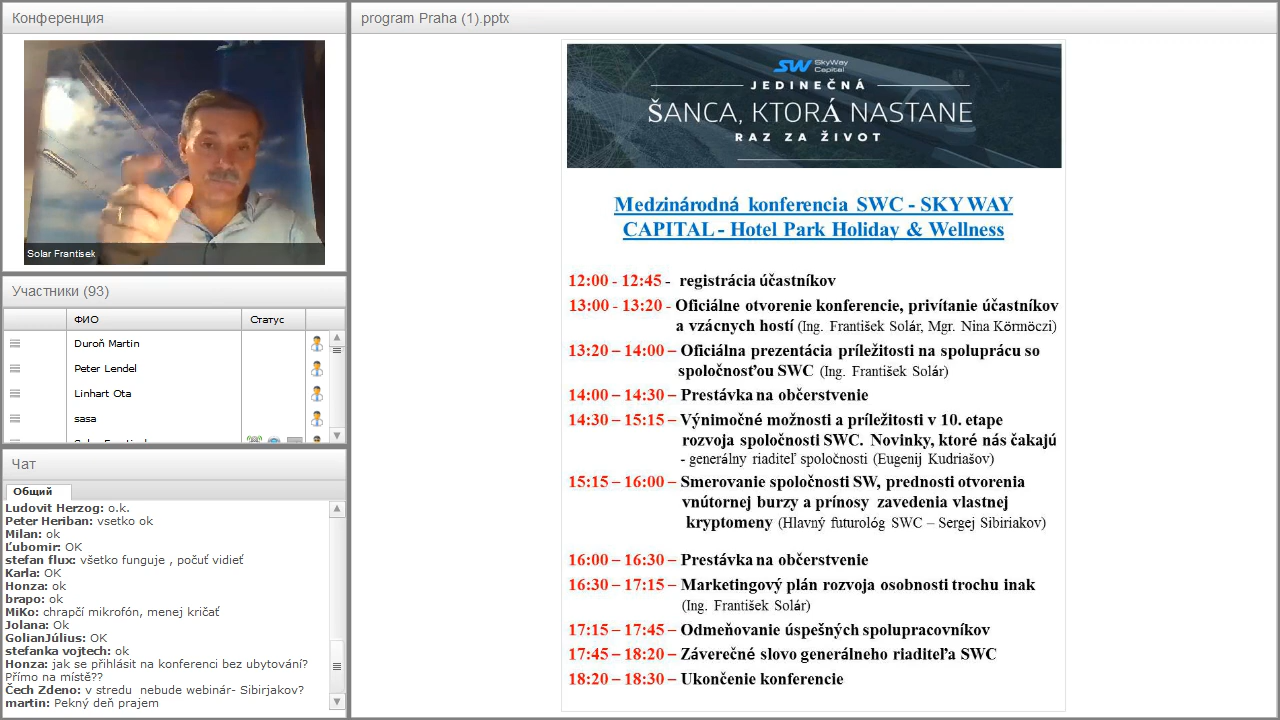 Конференция
Solar Frantisek
Участники (93)
ФИО
Статус
Duroň Martin
Peter Lendel
Linhart Ota
sasa
Чат
Общий
Ludovit Herzog: o.k.
Peter Heriban: vsetko ok
Milan: ok
Ľubomir: OK
stefan flux: všetko funguje , počuť vidieť
Karla: OK
Honza: ok
brapo: ok
MiKo: chrapčí mikrofón, menej kričať
Jolana: Ok
GolianJúlius: OK
stefanka vojtech: ok
Honza: jak se přihlásit na konferenci bez ubytování?
Přímo na místě??
Čech Zdeno: v stredu nebude webinár- Sibirjakov?
martin: Pekný deň prajem
program Praha (1).pptx
SW SkyWay
Capital
JEDINEČNÁ
ŠANCA, KTORÁ NASTANE
RAZ ZA ŽIVOT
Medzinárodná konferencia SWC - SKY WAY
CAPITAL - Hotel Park Holiday & Wellness
12:00 - 12:45 - registrácia účastníkov
13:00 - 13:20 - Oficiálne otvorenie konferencie, privítanie účastníkov
a vzácnych hostí (Ing. František Solár, Mgr. Nina Körmöczi)
13:20 – 14:00 – Oficiálna prezentácia príležitosti na spoluprácu so
spoločnosťou SWC (Ing. František Solár)
14:00 – 14:30 – Prestávka na občerstvenie
14:30 – 15:15 – Výnimočné možnosti a príležitosti v 10. etape
rozvoja spoločnosti SWC. Novinky, ktoré nás čakajú
- generálny riaditeľ spoločnosti (Eugenij Kudriašov)
15:15 – 16:00 – Smerovanie spoločnosti SW, prednosti otvorenia
vnútornej burzy a prínosy zavedenia vlastnej
kryptomeny (Hlavný futurológ SWC – Sergej Sibiriakov)
16:00 – 16:30 – Prestávka na občerstvenie
16:30 – 17:15 – Marketingový plán rozvoja osobnosti trochu inak
(Ing. František Solár)
17:15 – 17:45 – Odmeňovanie úspešných spolupracovníkov
17:45 – 18:20 – Záverečné slovo generálneho riaditeľa SWC
18:20 – 18:30 – Ukončenie konferencie